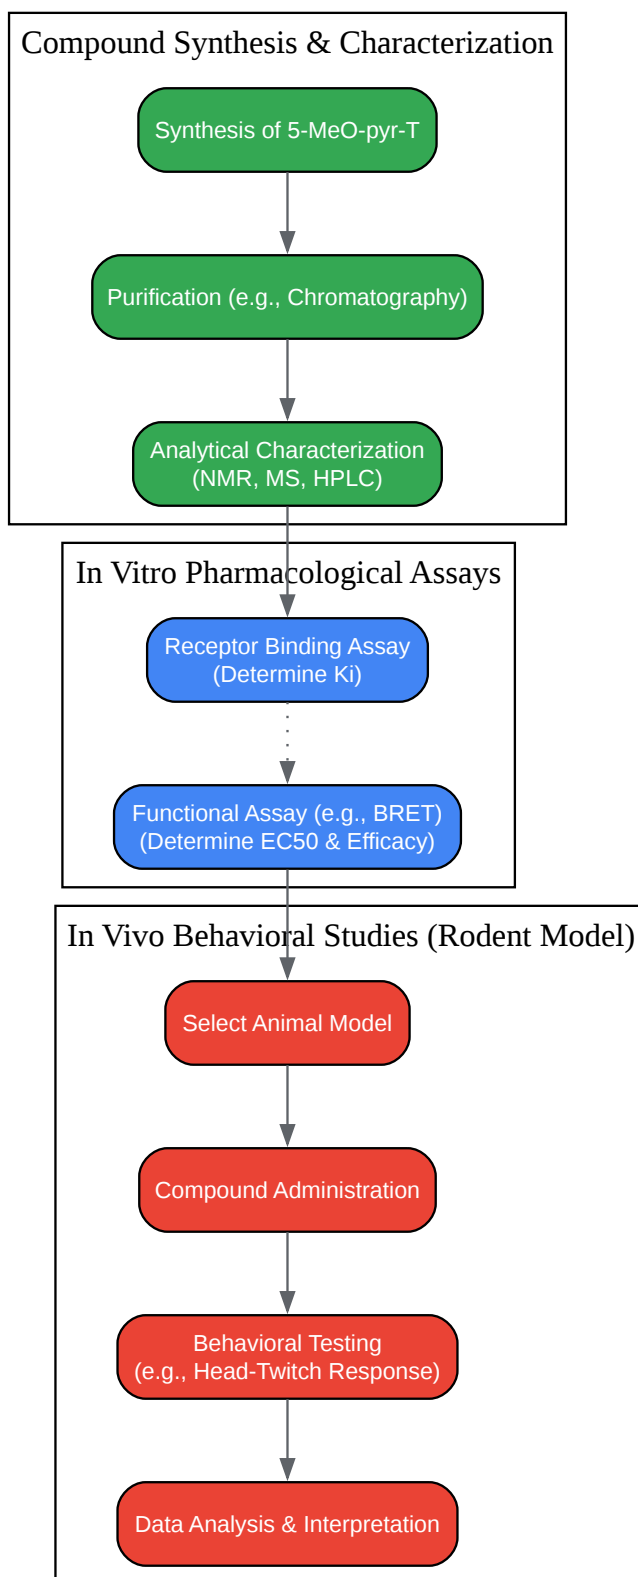 Compound Synthesis & Characterization
Synthesis of 5-MeO-pyr-T
Purification (e.g., Chromatography)
Analytical Characterization
(NMR, MS, HPLC)
In Vitro Pharmacological Assays
Receptor Binding Assay
(Determine Ki)
Functional Assay (e.g., BRET)
(Determine EC50 & Efficacy)
In Vivo Behavioral Studies (Rodent Model)
Select Animal Model
Compound Administration
Behavioral Testing
(e.g., Head-Twitch Response)
Data Analysis & Interpretation